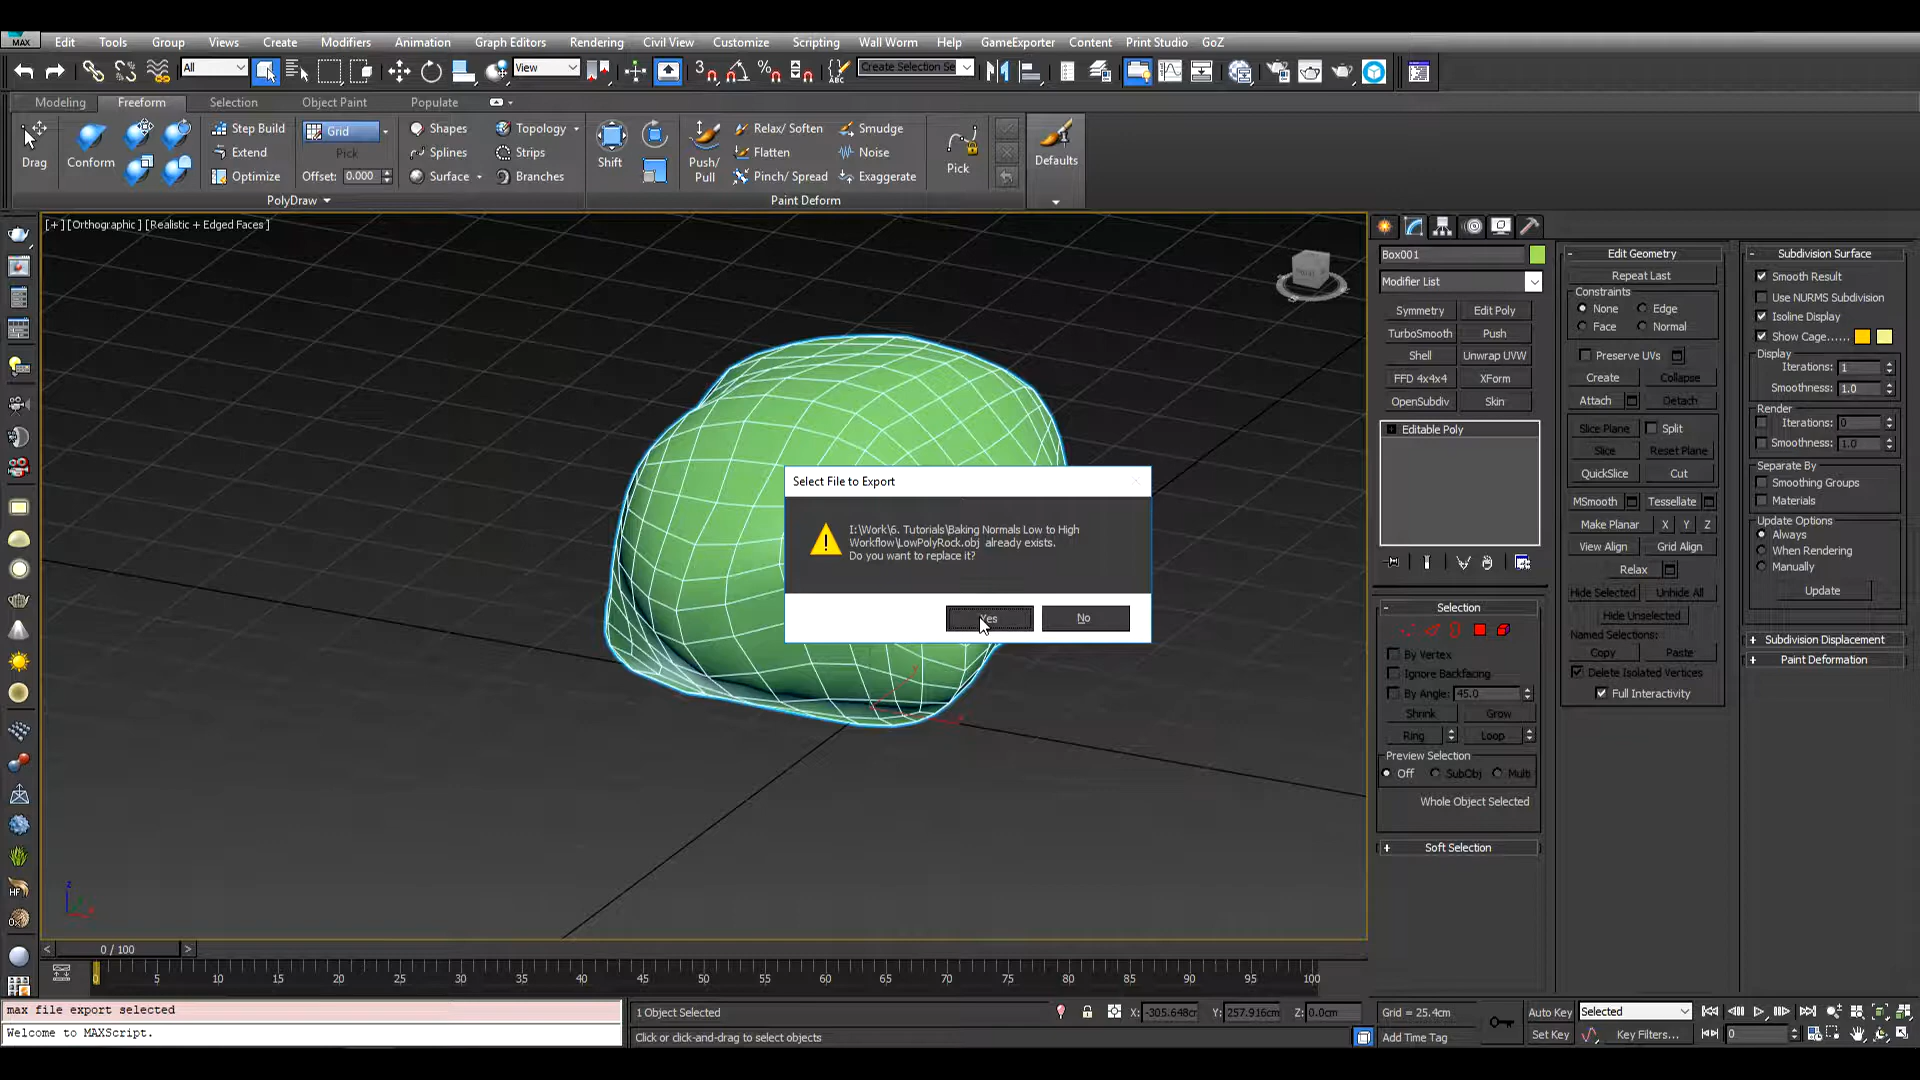 MAX Edit Tools Group Views Create Modifiers Animation Graph Editors Rendering Civil View Customize Scripting Wall Worm Help GameExporter Content Print Studio GoZ
All View Create Selection Se
Modeling Freeform Selection Object Paint Populate
Drag
Conform
Step Build
Extend
Optimize
Grid
Pick
Offset: 0.000
Shapes
Splines
Surface
Topology
Strips
Branches
PolyDraw
Shift
Push/
Pull
Relax/ Soften
Flatten
Pinch/ Spread
Smudge
Noise
Exaggerate
Pick
Paint Deform
Defaults
[+] [Orthographic ] [Realistic + Edged Faces ]
Select File to Export
I:\Work\6. Tutorials\Baking Normals Low to High
Workflow\LowPolyRock.obj already exists.
Do you want to replace it?
Yes No
Box001
Modifier List
Symmetry Edit Poly
TurboSmooth Push
Shell Unwrap UVW
FFD 4x4x4 XForm
OpenSubdiv Skin
Editable Poly
- Selection
By Vertex
Ignore Backfacing
By Angle: 45.0
Shrink Grow
Ring Loop
Preview Selection
Off SubObj Multi
Whole Object Selected
+ Soft Selection
- Edit Geometry
Repeat Last
Constraints
None Edge
Face Normal
Preserve UVs
Create Collapse
Attach Detach
Slice Plane Split
Slice Reset Plane
QuickSlice Cut
MSmooth Tessellate
Make Planar X Y Z
View Align Grid Align
Relax
Hide Selected Unhide All
Hide Unselected
Named Selections:
Copy Paste
Delete Isolated Vertices
Full Interactivity
- Subdivision Surface
Smooth Result
Use NURMS Subdivision
Isoline Display
Show Cage......
Display
Iterations: 1
Smoothness: 1.0
Render
Iterations: 0
Smoothness: 1.0
Separate By
Smoothing Groups
Materials
Update Options
Always
When Rendering
Manually
Update
+ Subdivision Displacement
+ Paint Deformation
< 0 / 100 >
0 5 10 15 20 25 30 35 40 45 50 55 60 65 70 75 80 85 90 95 100
max file export selected
Welcome to MAXScript.
1 Object Selected
Click or click-and-drag to select objects
X: -305.648cr Y: 257.916cm Z: 0.0cm
Grid = 25.4cm
Add Time Tag
Auto Key Selected
Set Key Key Filters... 0